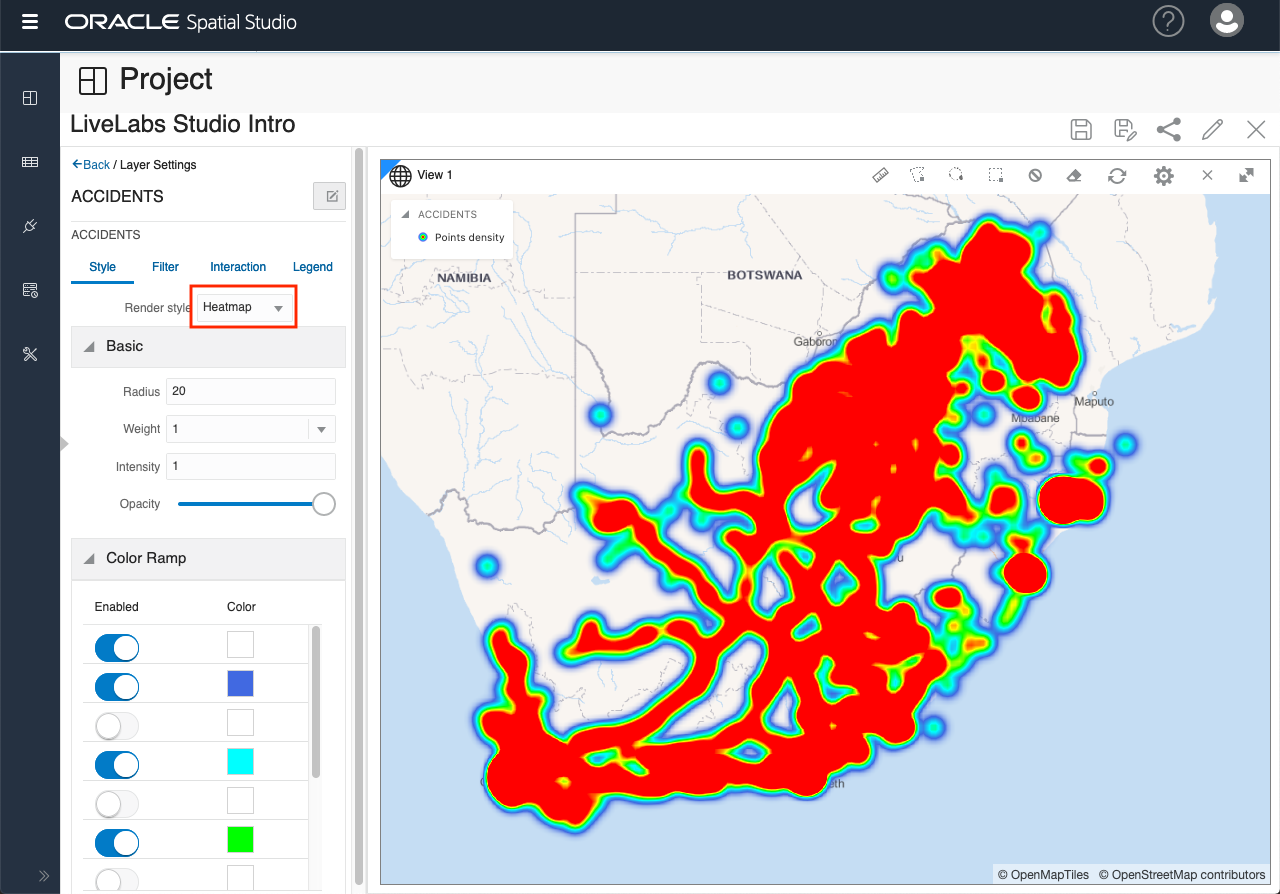 ORACLE Spatial Studio
?
Project
LiveLabs Studio Intro
Back / Layer Settings
ACCIDENTS
ACCIDENTS
Style Filter Interaction Legend
Render style Heatmap
Basic
Radius 20
Weight 1
Intensity 1
Opacity
Color Ramp
Enabled Color
View 1
ACCIDENTS
Points density
NAMIBIA
BOTSWANA
Maputo
© OpenMapTiles © OpenStreetMap contributors